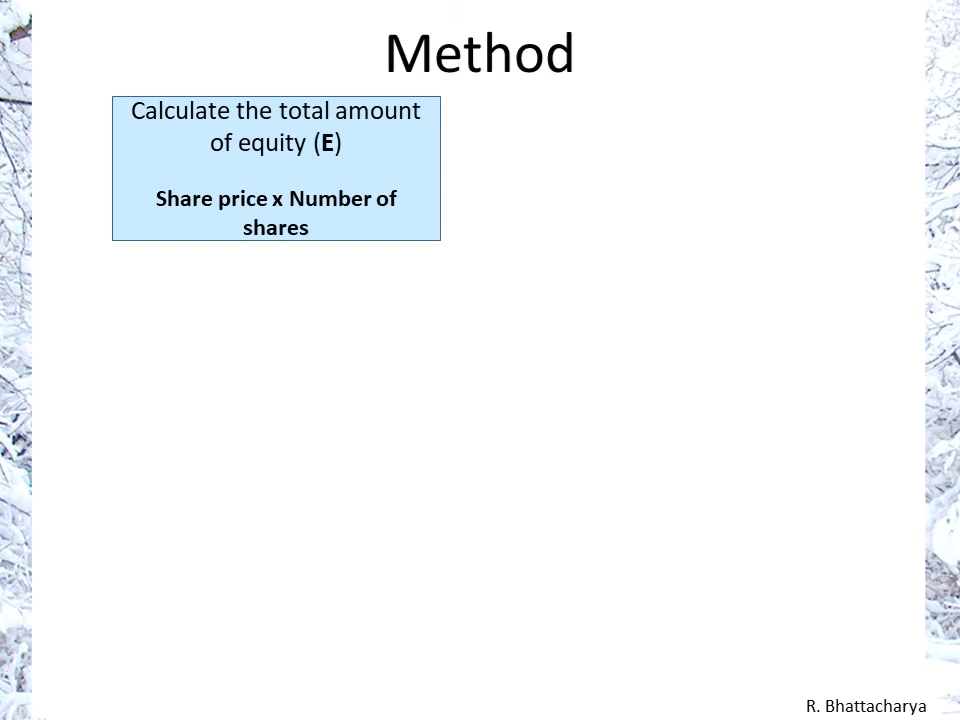 Method
Calculate the total amount
of equity (E)
Share price x Number of
shares
R. Bhattacharya